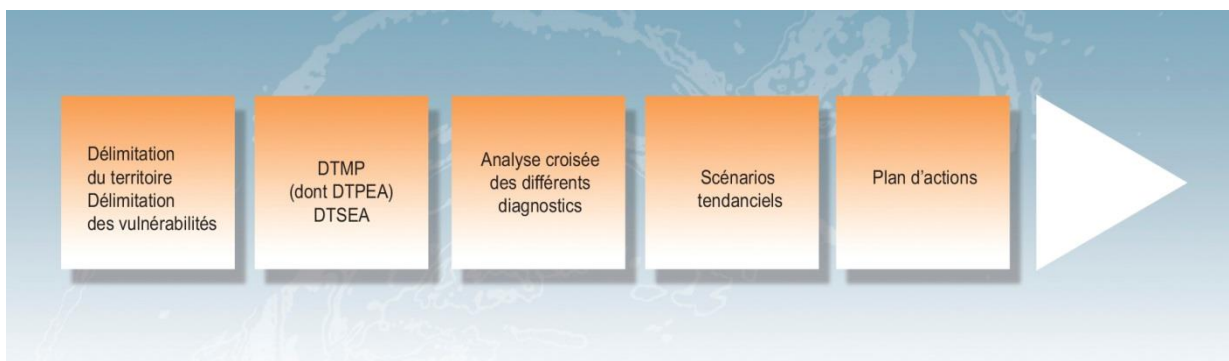 Délimitation
du territoire
Délimitation
des vulnérabilités
DTMP
(dont DTPEA)
DTSEA
Analyse croisée
des différents
diagnostics
Scénarios
tendanciels
Plan d'actions